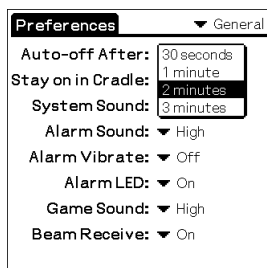 Preferences General
Auto-off After: 30 seconds
1 minute
Stay on in Cradle: 2 minutes
System Sound: 3 minutes
Alarm Sound: High
Alarm Vibrate: Off
Alarm LED: On
Game Sound: High
Beam Receive: On